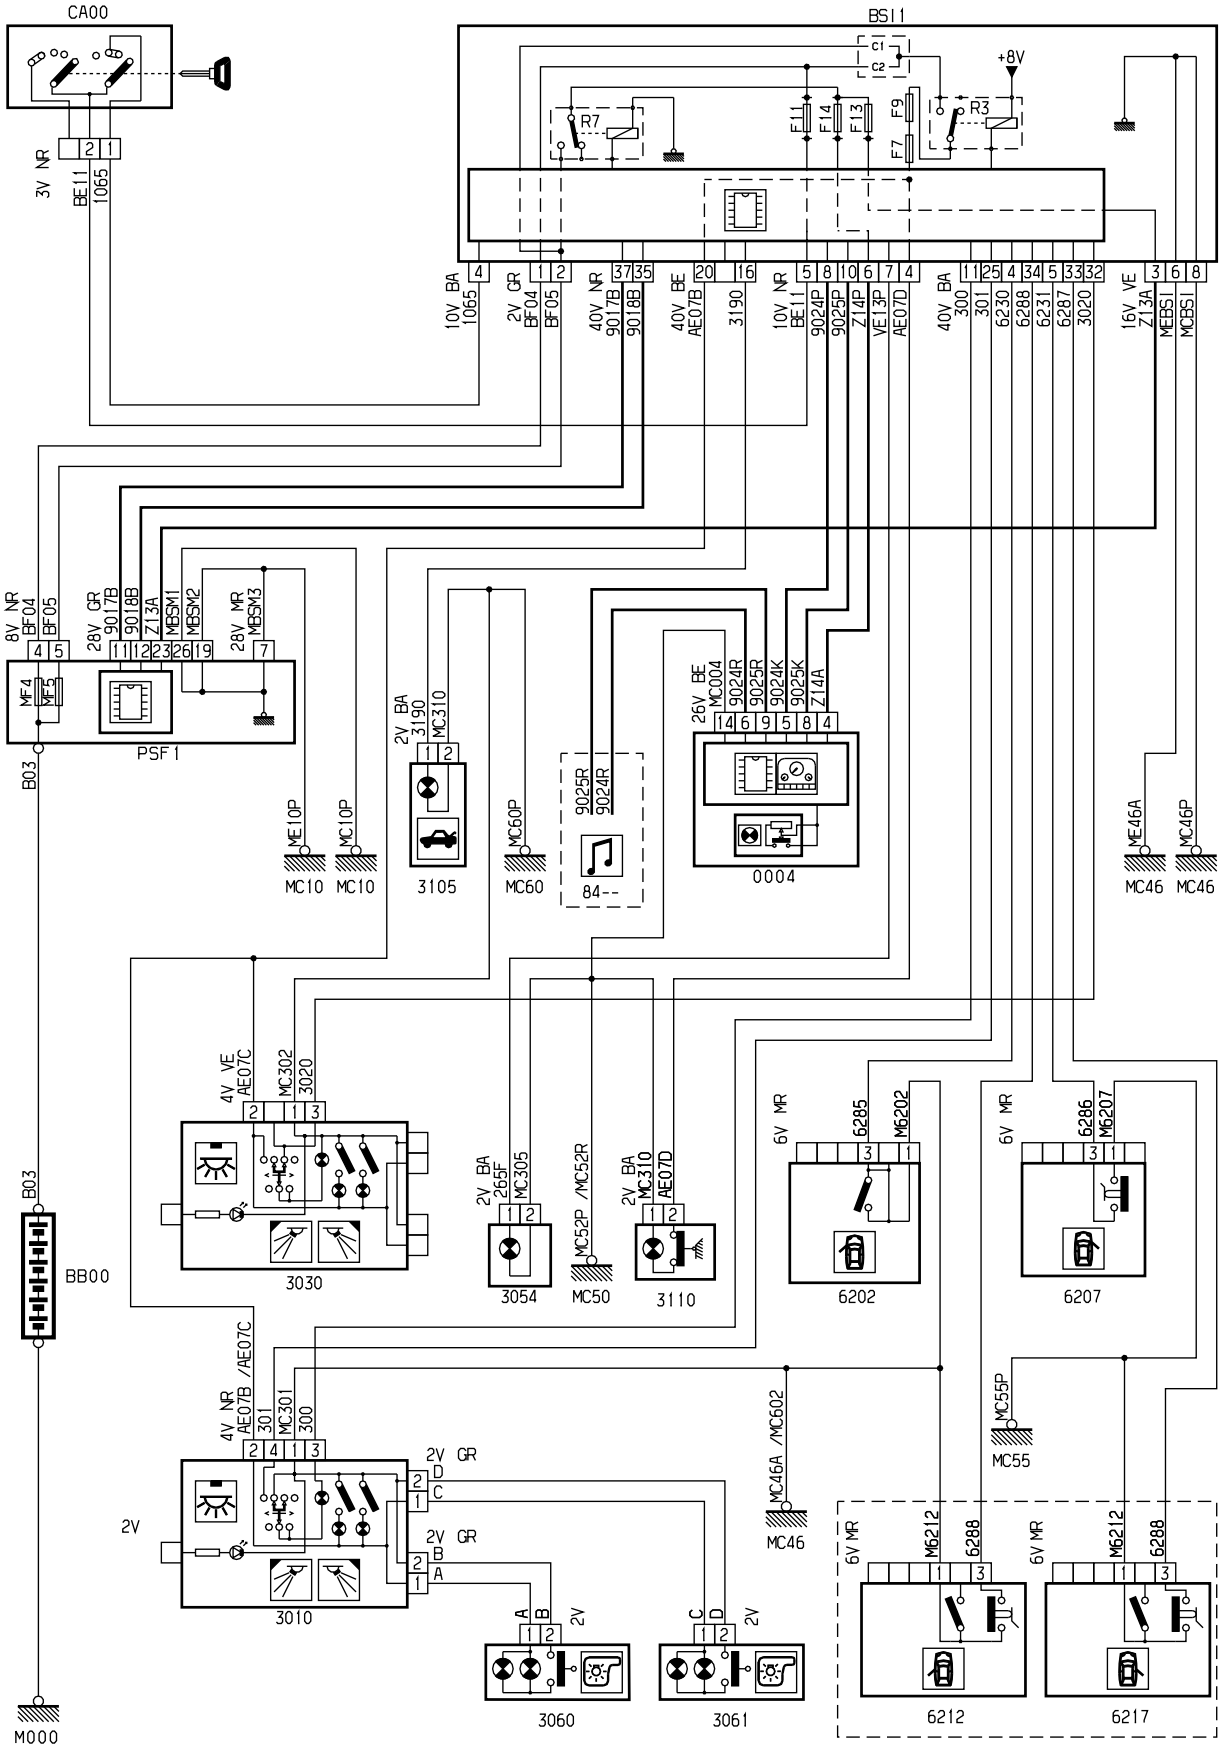 CA00
BSI1
C1
C2
+8V
R7
F11
F14
F13
F9
F7
R3
3V NR
2
1
BE11
1065
4
1
2
37
35
20
16
5
8
10
6
7
4
11
25
4
34
5
33
32
3
6
8
10V BA
1065
2V GR
BF04
BF05
40V NR
9017B
9018B
40V BE
AE07B
3190
10V NR
BE11
9024P
9025P
Z14P
VE13P
AE07D
40V BA
300
301
6230
6288
6231
6287
3020
16V VE
Z13A
MEBSI
MCBSI
8V NR
BF04
BF05
28V GR
9017B
9018B
Z13A
MBSM1
MBSM2
28V MR
MBSM3
4
5
11
12
23
26
19
7
MF4
MF5
PSF1
B03
ME10P
MC10P
MC10
MC10
2V BA
3190
MC310
1
2
3105
MC60P
MC60
9025R
9024R
84--
26V BE
MC004
9024R
9025R
9024K
9025K
Z14A
14
6
9
5
8
4
0004
ME46A
MC46P
MC46
MC46
4V VE
AE07C
MC302
3020
2
1
3
3030
B03
BB00
2V BA
265F
MC305
1
2
3054
MC52P /MC52R
MC50
2V BA
MC310
AE07D
1
2
3110
6V MR
6285
M6202
3
1
6202
6V MR
6286
M6207
3
1
6207
4V NR
AE07B /AE07C
301
MC301
300
2
4
1
3
2V
3010
2V GR
D
2
C
1
2V GR
B
2
A
1
MC46A /MC602
MC46
MC55P
MC55
A
B
2V
1
2
3060
C
D
2V
1
2
3061
6V MR
M6212
6288
1
3
6212
6V MR
M6212
6288
1
3
6217
M000